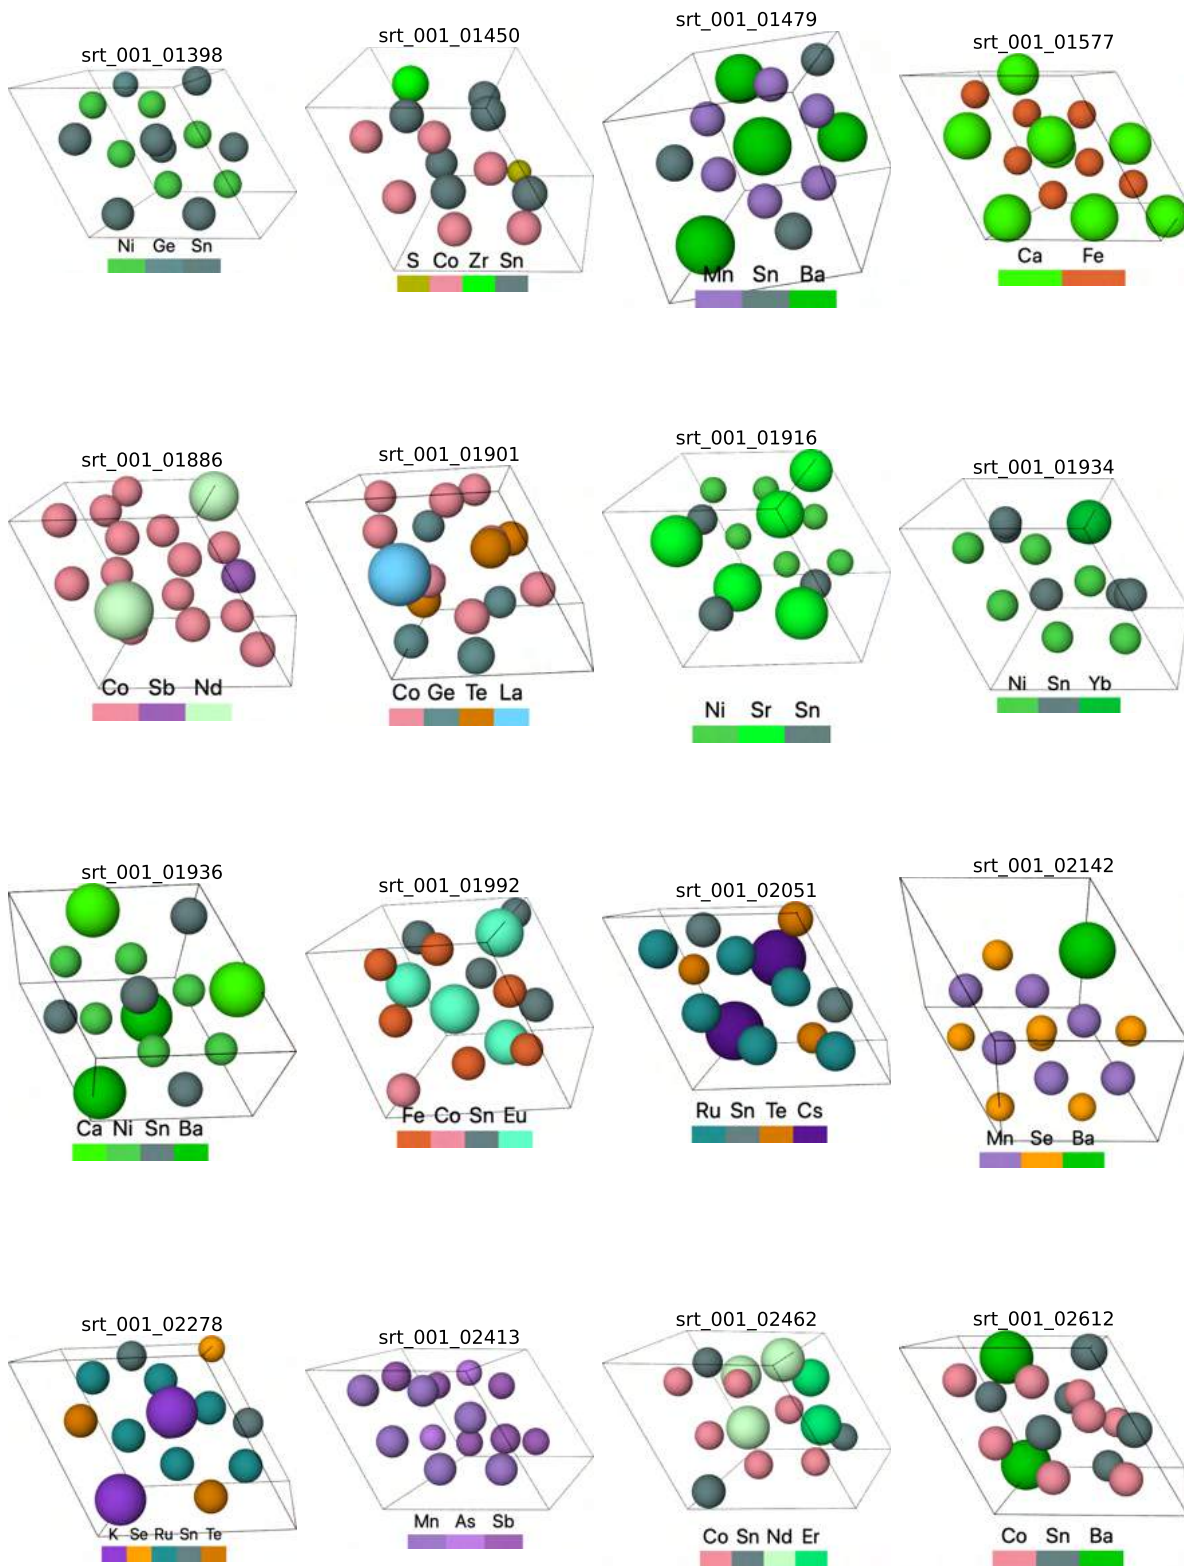 srt_001_01398
srt_001_01450
srt_001_01479
srt_001_01577
Ni Ge Sn
S Co Zr Sn
Mn Sn Ba
Ca Fe
srt_001_01886
srt_001_01901
srt_001_01916
srt_001_01934
Co Sb Nd
Co Ge Te La
Ni Sr Sn
Ni Sn Yb
srt_001_01936
srt_001_01992
srt_001_02051
srt_001_02142
Ca Ni Sn Ba
Fe Co Sn Eu
Ru Sn Te Cs
Mn Se Ba
srt_001_02278
srt_001_02413
srt_001_02462
srt_001_02612
K Se Ru Sn Te
Mn As Sb
Co Sn Nd Er
Co Sn Ba